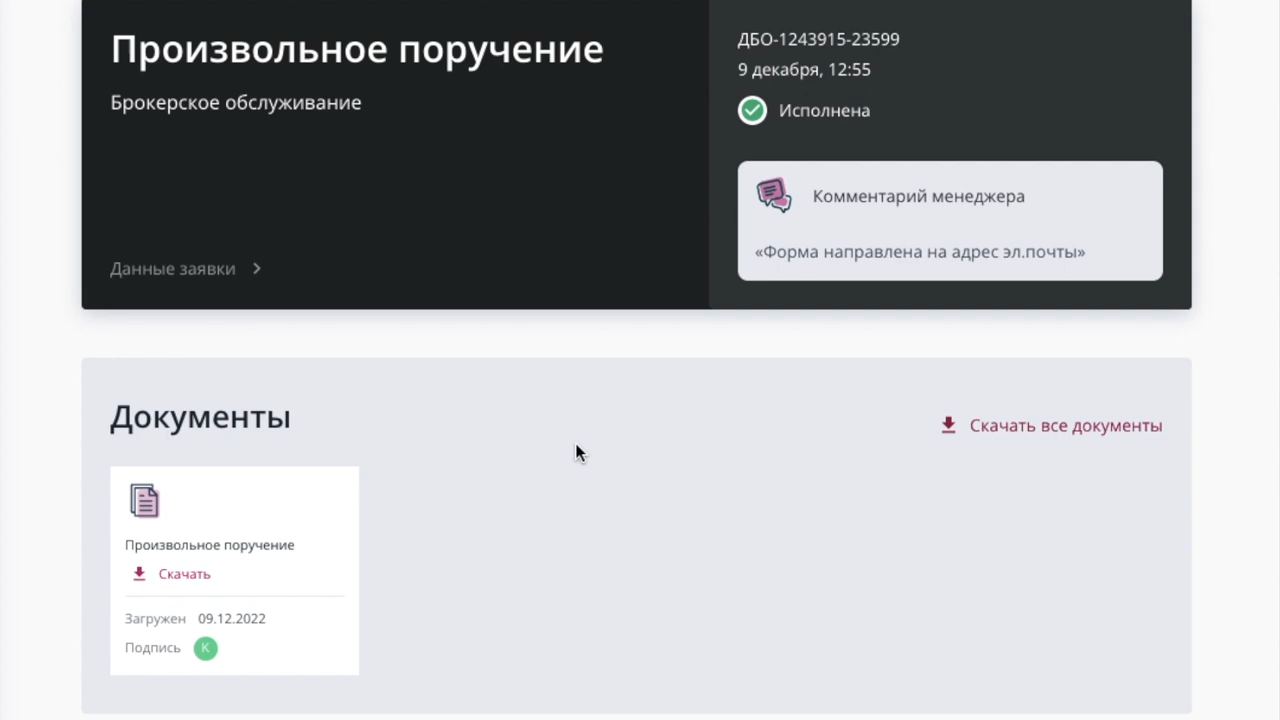 Произвольное поручение
Брокерское обслуживание
Данные заявки
ДБО-1243915-23599
9 декабря, 12:55
Исполнена
Комментарий менеджера
«Форма направлена на адрес эл.почты»
Документы
Скачать все документы
Произвольное поручение
Скачать
Загружен 09.12.2022
Подпись К